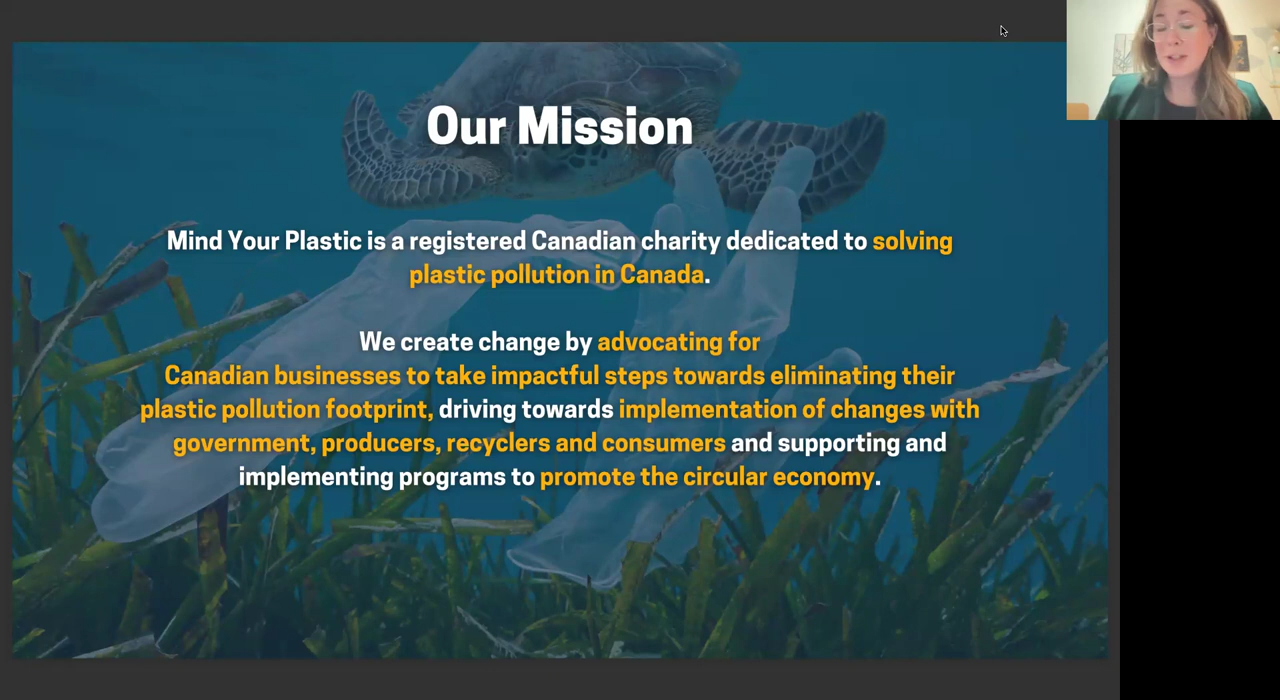 Our Mission
Mind Your Plastic is a registered Canadian charity dedicated to solving
plastic pollution in Canada.
We create change by advocating for
Canadian businesses to take impactful steps towards eliminating their
plastic pollution footprint, driving towards implementation of changes with
government, producers, recyclers and consumers and supporting and
implementing programs to promote the circular economy.